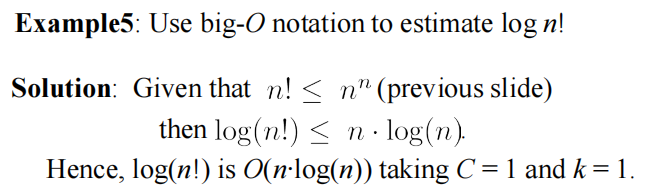 Example5: Use big-O notation to estimate log n!
Solution: Given that n! ≤ nⁿ (previous slide)
then log(n!) ≤ n · log(n).
Hence, log(n!) is O(n·log(n)) taking C = 1 and k = 1.